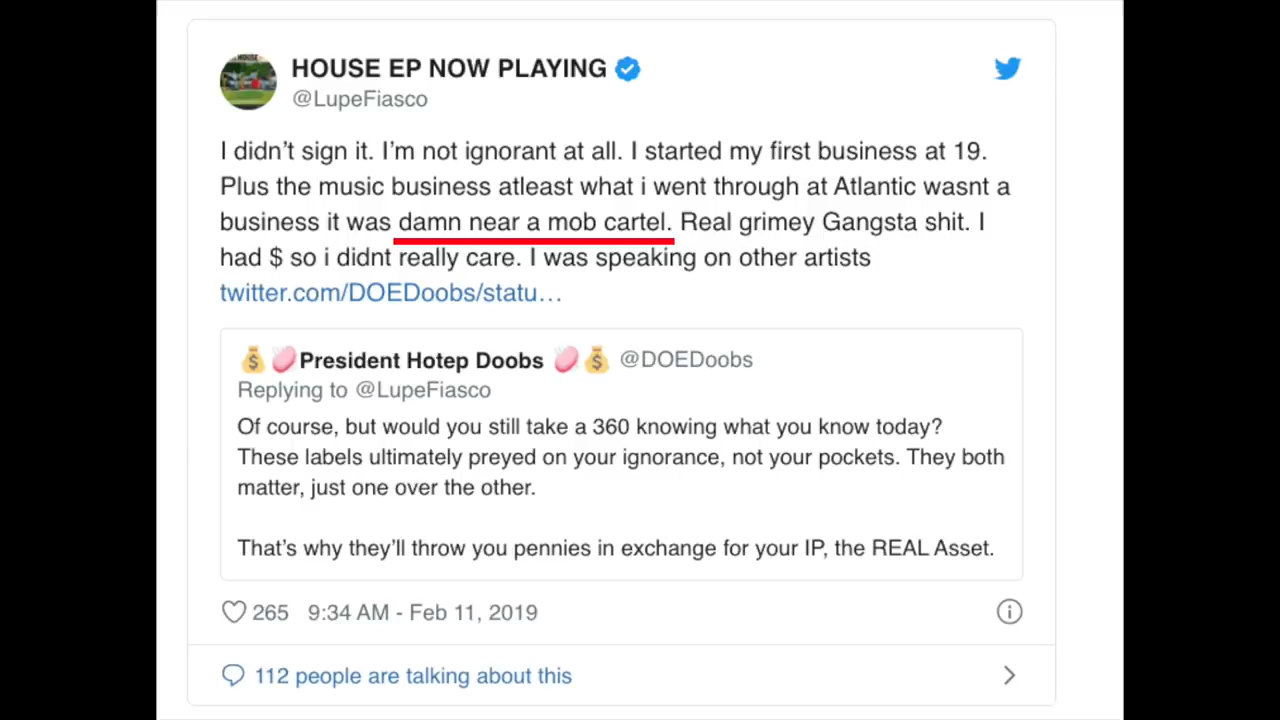 HOUSE EP NOW PLAYING
@LupeFiasco
I didn’t sign it. I’m not ignorant at all. I started my first business at 19.
Plus the music business atleast what i went through at Atlantic wasnt a
business it was damn near a mob cartel. Real grimey Gangsta shit. I
had $ so i didnt really care. I was speaking on other artists
twitter.com/DOEDoobs/statu…
💰🍖President Hotep Doobs 🍖💰 @DOEDoobs
Replying to @LupeFiasco
Of course, but would you still take a 360 knowing what you know today?
These labels ultimately preyed on your ignorance, not your pockets. They both
matter, just one over the other.
That’s why they’ll throw you pennies in exchange for your IP, the REAL Asset.
265 9:34 AM - Feb 11, 2019
112 people are talking about this